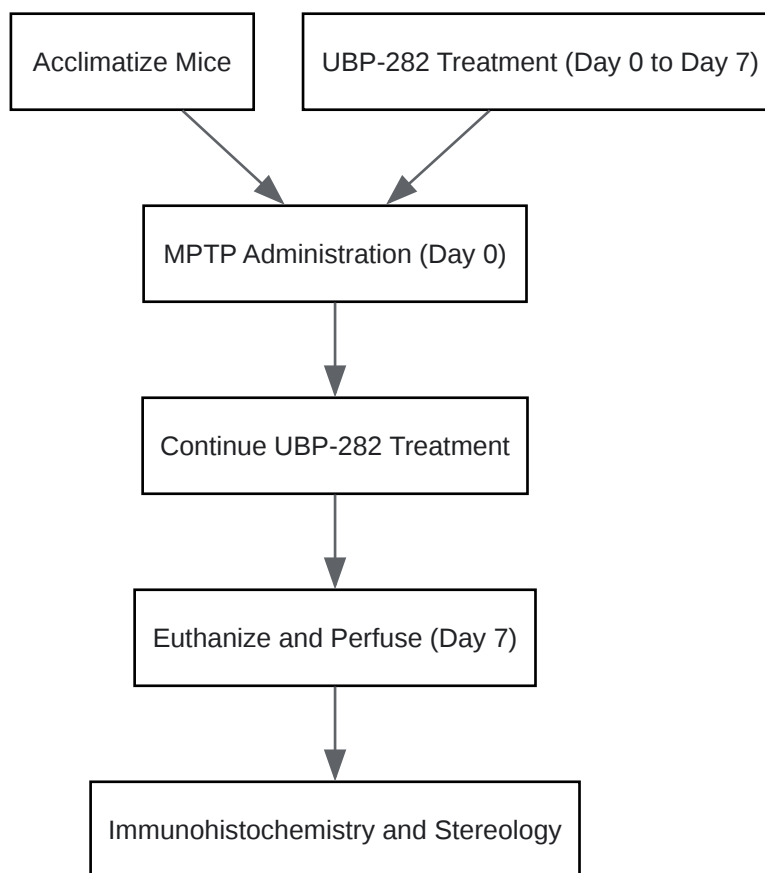 Acclimatize Mice
UBP-282 Treatment (Day 0 to Day 7)
MPTP Administration (Day 0)
Continue UBP-282 Treatment
Euthanize and Perfuse (Day 7)
Immunohistochemistry and Stereology